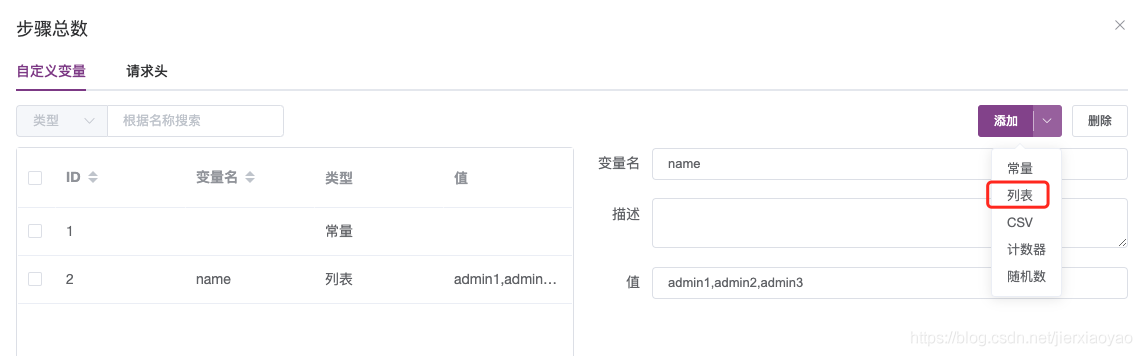 步骤总数
自定义变量 请求头
类型 根据名称搜索 添加 删除
ID 变量名 类型 值
1 常量
2 name 列表 admin1,admin...
变量名 name
描述
值 admin1,admin2,admin3
常量
列表
CSV
计数器
随机数
https://blog.csdn.net/jierxiaoyao